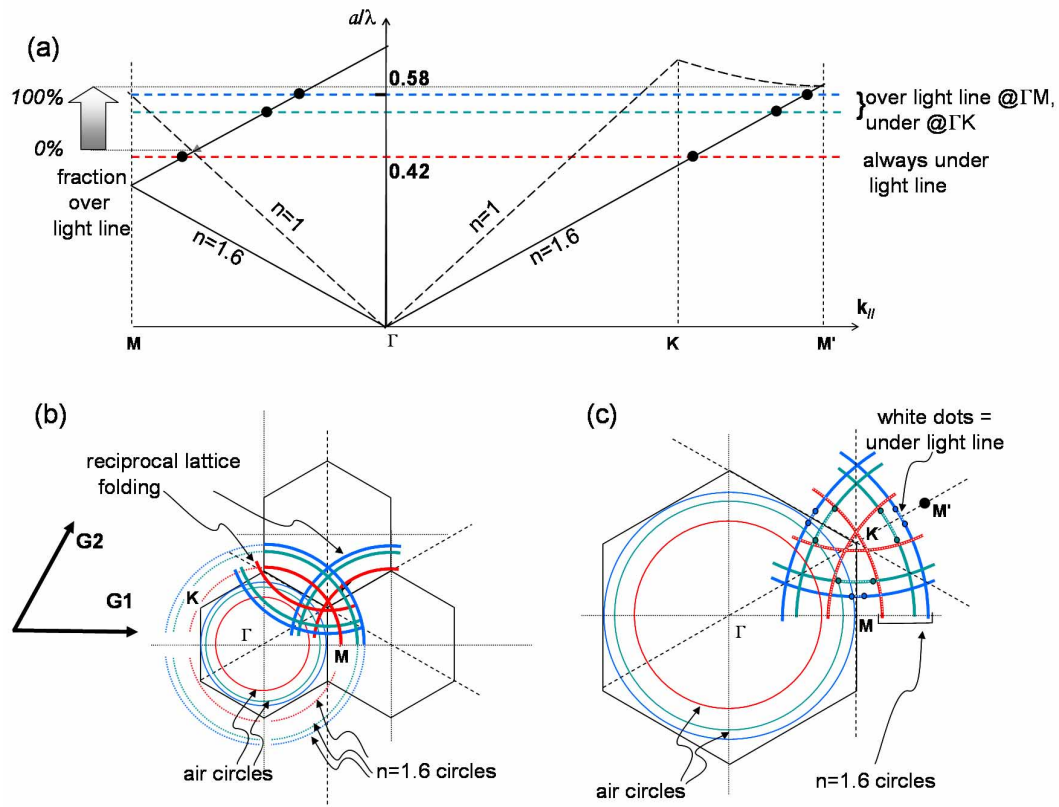 (a)
a/λ
0.58
100%
0%
fraction
over
light line
0.42
n=1
n=1.6
n=1
n=1.6
over light line @ΓM,
under @ΓK
always under
light line
k//
M
Γ
K
M'
(b)
reciprocal lattice
folding
G2
G1
K
Γ
M
air circles
n=1.6 circles
(c)
white dots =
under light line
M'
K
Γ
M
air circles
n=1.6 circles